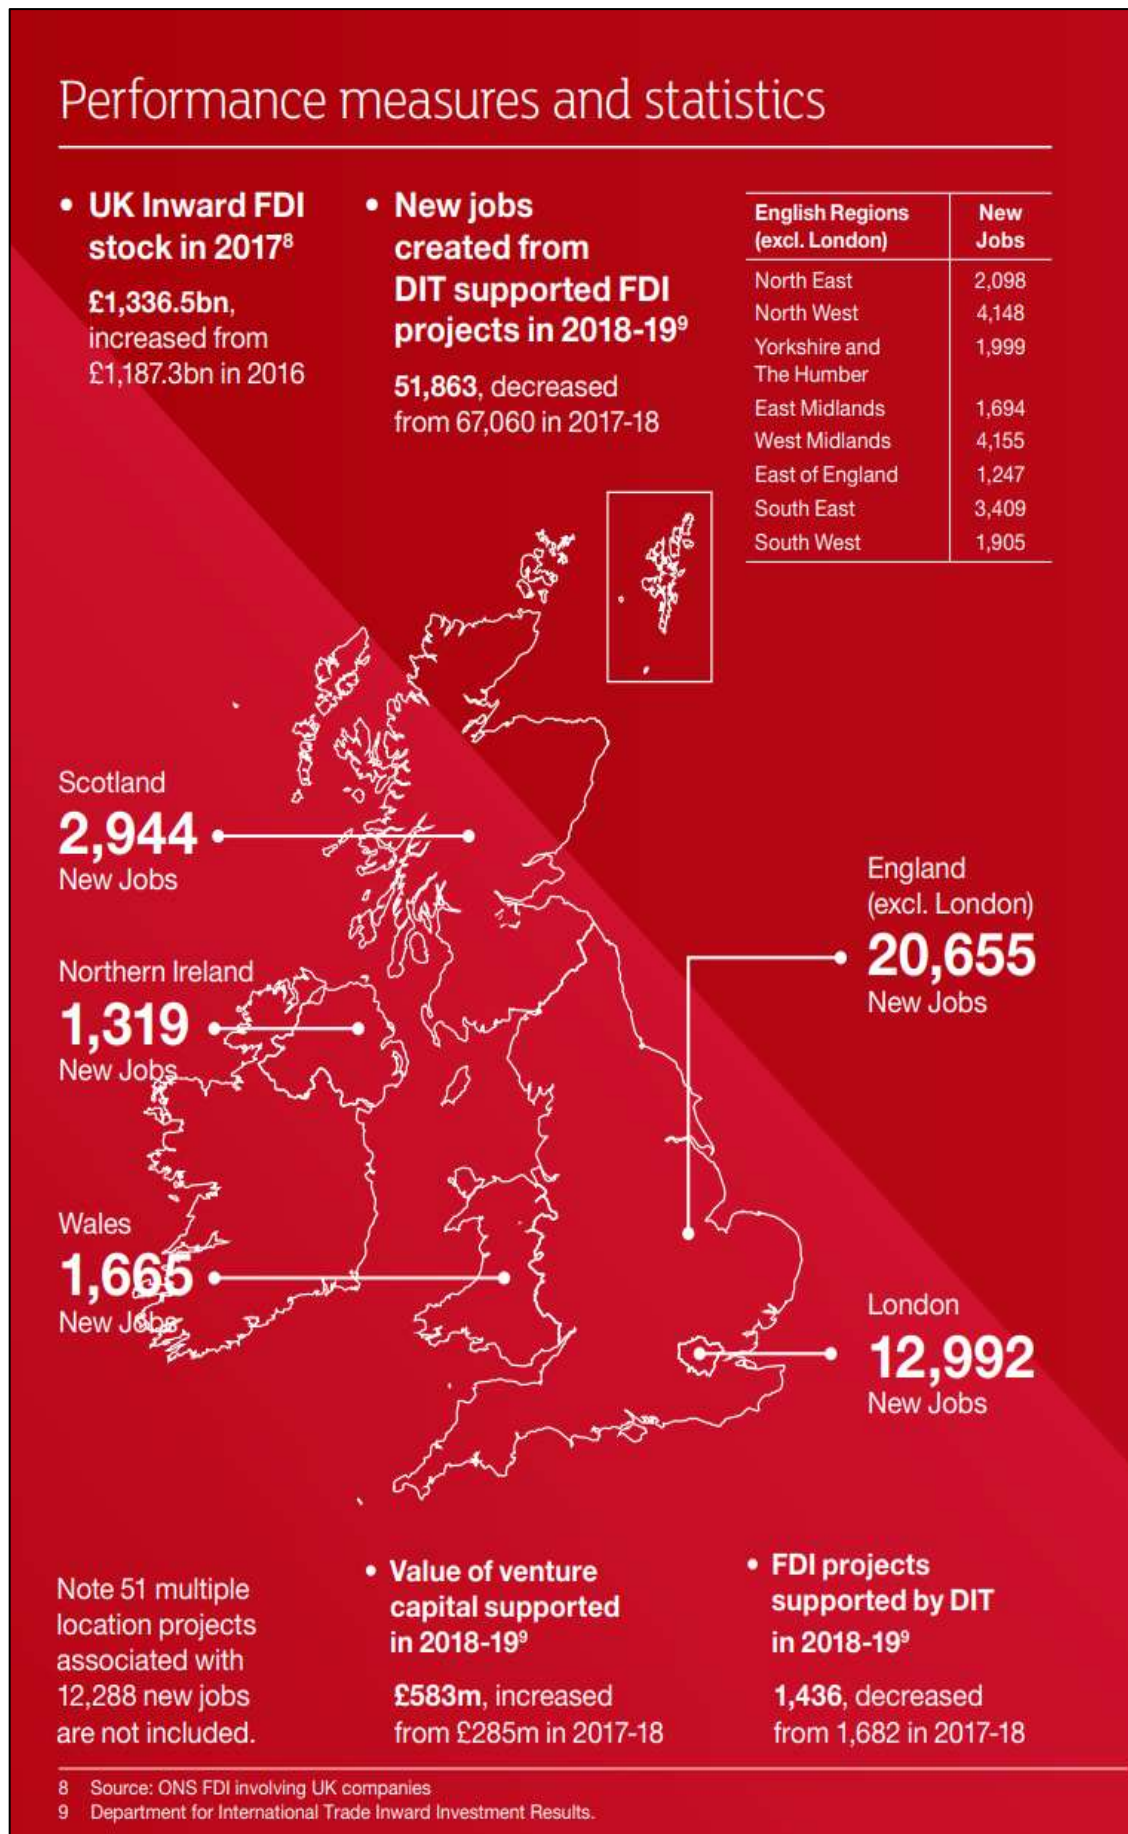 Performance measures and statistics
• UK Inward FDI
stock in 2017⁸
£1,336.5bn,
increased from
£1,187.3bn in 2016
• New jobs
created from
DIT supported FDI
projects in 2018-19⁹
51,863, decreased
from 67,060 in 2017-18
English Regions New
(excl. London) Jobs
North East 2,098
North West 4,148
Yorkshire and 1,999
The Humber
East Midlands 1,694
West Midlands 4,155
East of England 1,247
South East 3,409
South West 1,905
Scotland
2,944
New Jobs
Northern Ireland
1,319
New Jobs
Wales
1,665
New Jobs
England
(excl. London)
20,655
New Jobs
London
12,992
New Jobs
Note 51 multiple
location projects
associated with
12,288 new jobs
are not included.
• Value of venture
capital supported
in 2018-19⁹
£583m, increased
from £285m in 2017-18
• FDI projects
supported by DIT
in 2018-19⁹
1,436, decreased
from 1,682 in 2017-18
8 Source: ONS FDI involving UK companies
9 Department for International Trade Inward Investment Results.